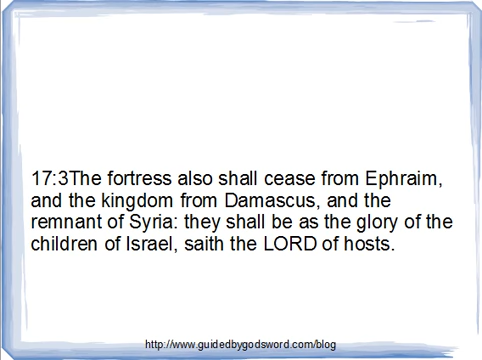 17:3The fortress also shall cease from Ephraim,
and the kingdom from Damascus, and the
remnant of Syria: they shall be as the glory of the
children of Israel, saith the LORD of hosts.
http://www.guidedbygodsword.com/blog